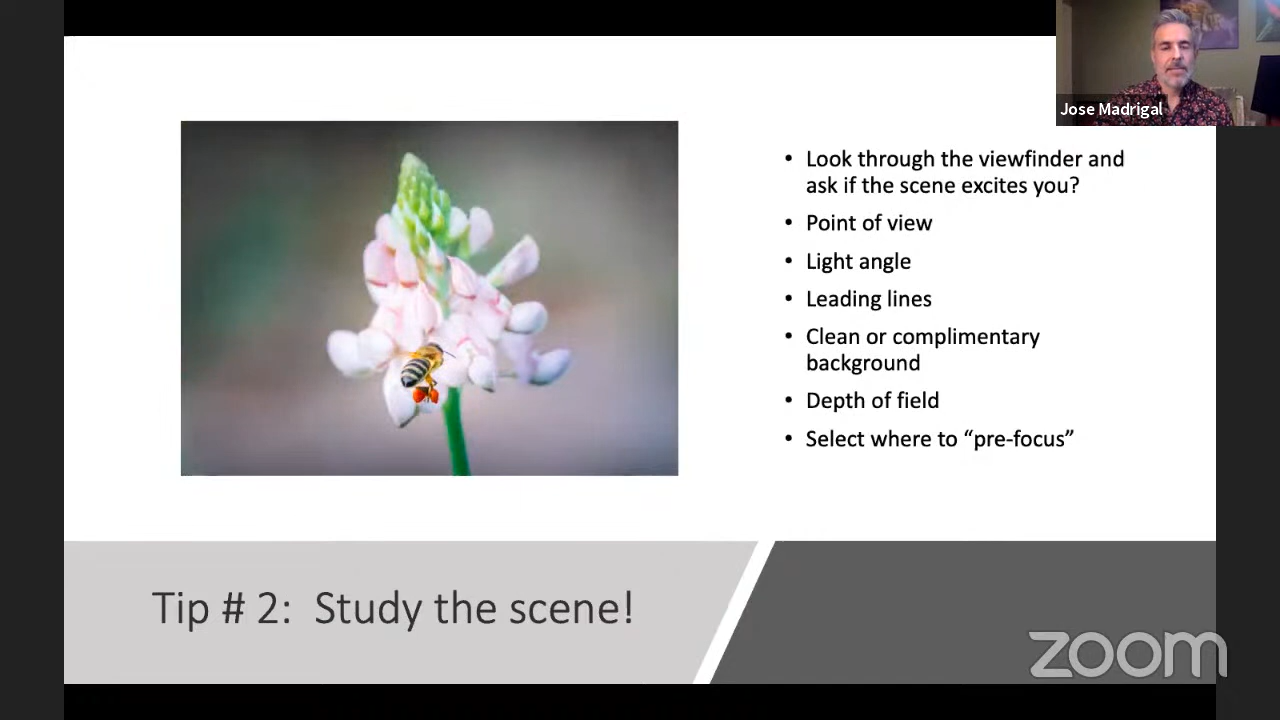 Jose Madrigal
• Look through the viewfinder and
ask if the scene excites you?
• Point of view
• Light angle
• Leading lines
• Clean or complimentary
background
• Depth of field
• Select where to “pre-focus”
Tip # 2: Study the scene!
zoom